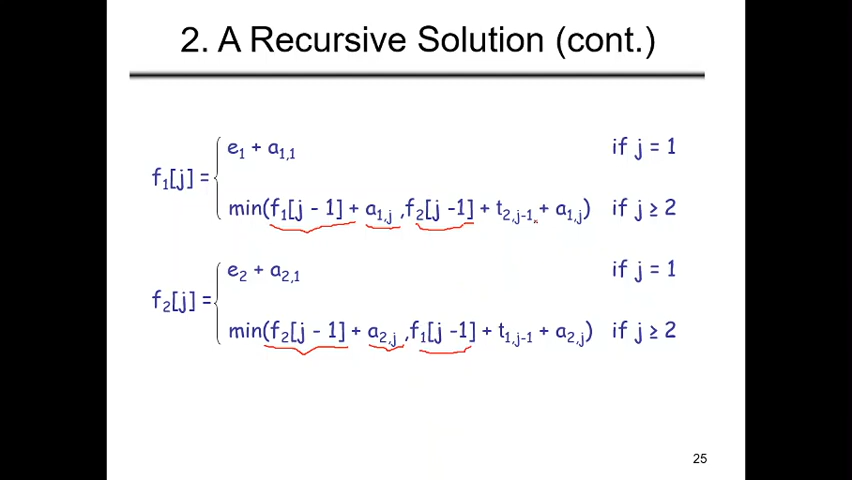 2. A Recursive Solution (cont.)
e₁ + a₁,₁ if j = 1
f₁[j] =
min(f₁[j - 1] + a₁,j ,f₂[j -1] + t₂,j-1 + a₁,j) if j ≥ 2
e₂ + a₂,₁ if j = 1
f₂[j] =
min(f₂[j - 1] + a₂,j ,f₁[j -1] + t₁,j-1 + a₂,j) if j ≥ 2
25